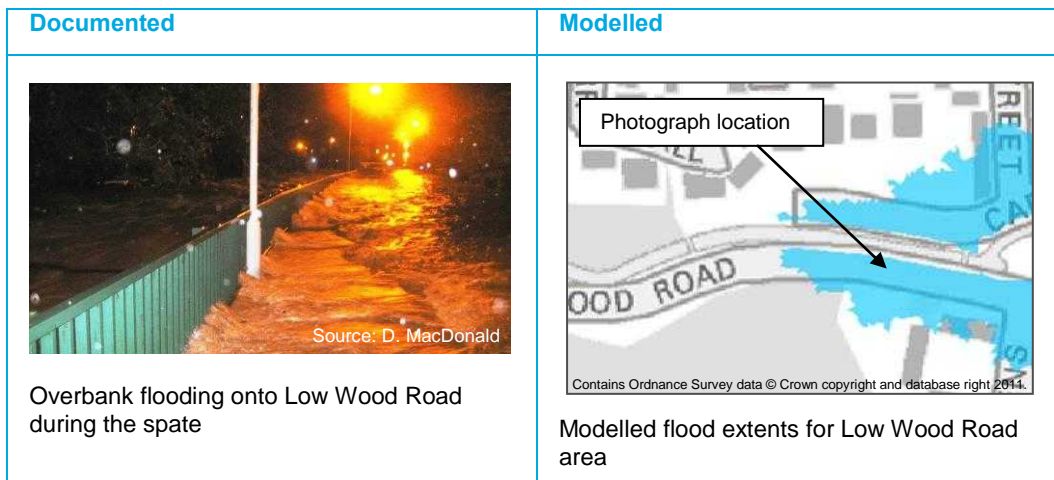 Documented
Modelled
Source: D. MacDonald
Overbank flooding onto Low Wood Road
during the spate
Photograph location
REET
OOD ROAD
Contains Ordnance Survey data © Crown copyright and database right 2011.
Modelled flood extents for Low Wood Road
area